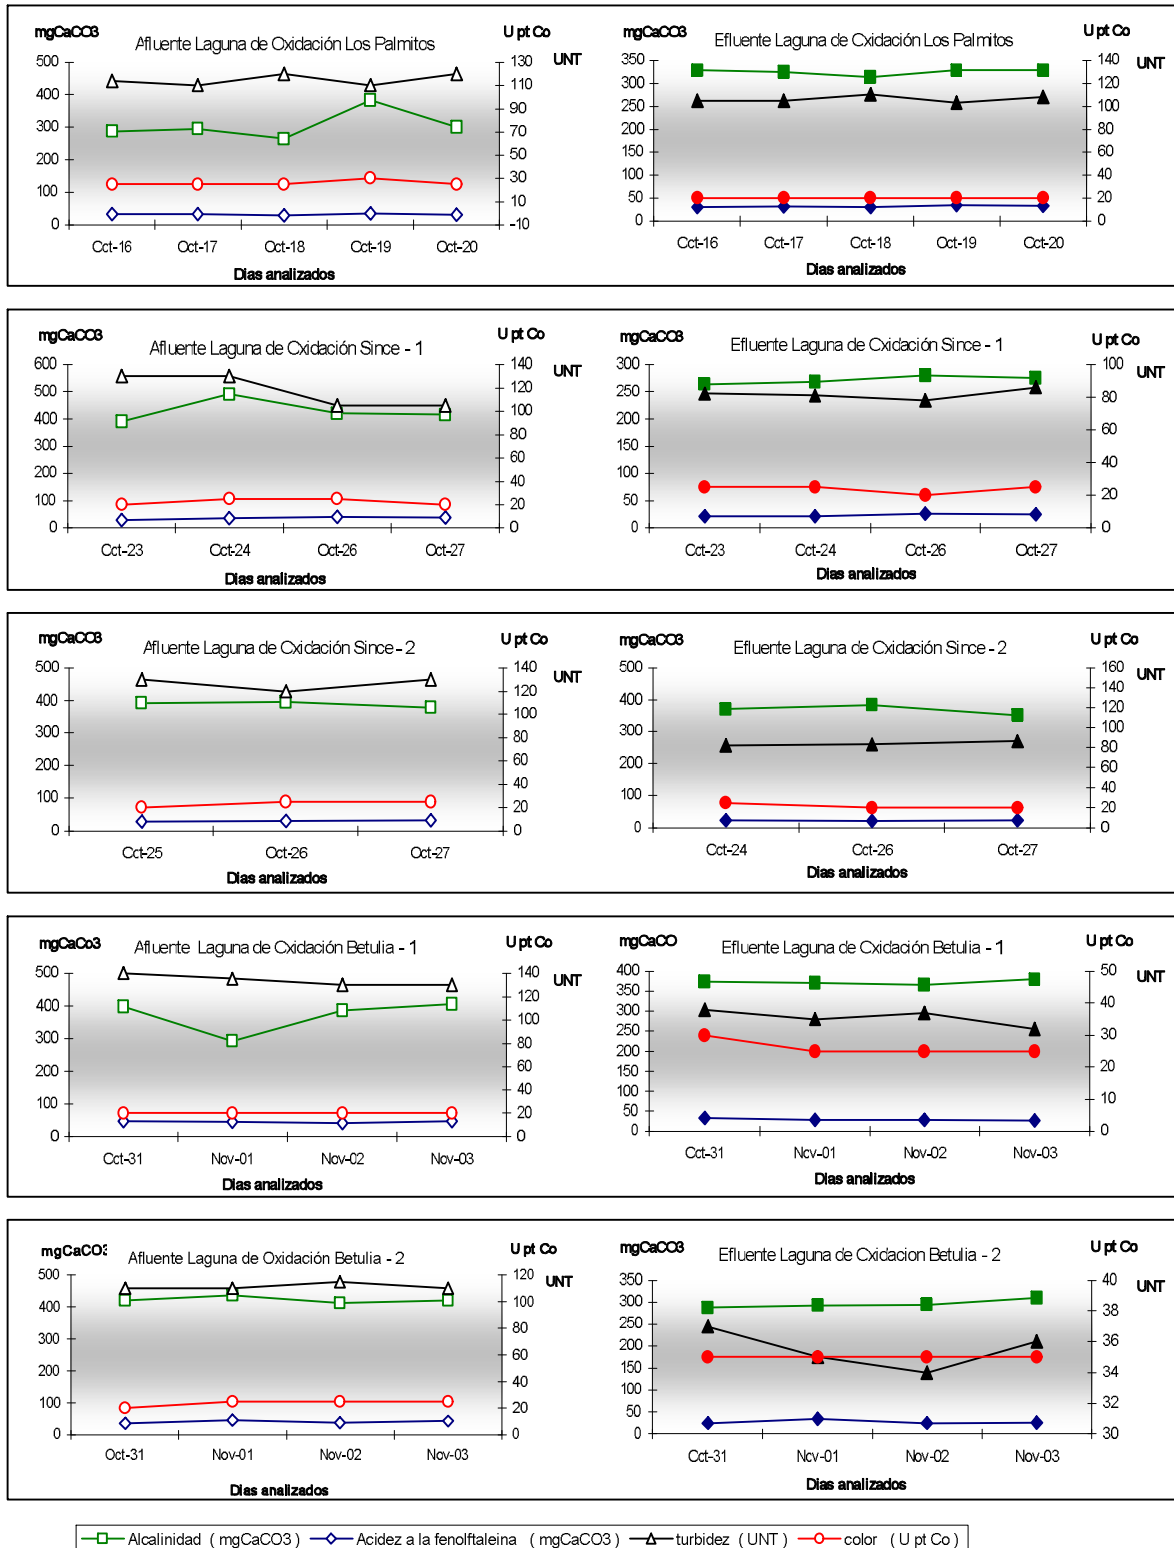 mgCaCO3 Afluente Laguna de Oxidación Los Palmitos U pt Co UNT
500 400 300 200 100 0
130 110 90 70 50 30 10 -10
Cct-16 Oct-17 Oct-18 Oct-19 Oct-20
Dias analizados
mgCaCO3 Efluente Laguna de Oxidación Los Palmitos U pt Co UNT
350 300 250 200 150 100 50 0
140 120 100 80 60 40 20 0
Cct-16 Oct-17 Oct-18 Oct-19 Oct-20
Dias analizados
mgCaCO3 Afluente Laguna de Oxidación Since - 1 U pt Co UNT
600 500 400 300 200 100 0
140 120 100 80 60 40 20 0
Cct-23 Oct-24 Oct-26 Oct-27
Dias analizados
mgCaCO3 Efluente Laguna de Oxidación Since - 1 U pt Co UNT
300 250 200 150 100 50 0
100 80 60 40 20 0
Cct-23 Cct-24 Oct-26 Oct-27
Dias analizados
mgCaCO3 Afluente Laguna de Oxidación Since - 2 U pt Co UNT
500 400 300 200 100 0
140 120 100 80 60 40 20 0
Cct-25 Oct-26 Oct-27
Dias analizados
mgCaCO3 Efluente Laguna de Oxidación Since - 2 U pt Co UNT
500 400 300 200 100 0
160 140 120 100 80 60 40 20 0
Cct-24 Oct-26 Oct-27
Dias analizados
mgCaCo3 Afluente Laguna de Oxidación Betulia - 1 U pt Co UNT
500 400 300 200 100 0
140 120 100 80 60 40 20 0
Cct-31 Nov-01 Nov-02 Nov-03
Dias analizados
mgCaCO Efluente Laguna de Oxidación Betulia - 1 U pt Co UNT
400 350 300 250 200 150 100 50 0
50 40 30 20 10 0
Cct-31 Ncv-01 Nov-02 Nov-03
Dias analizados
mgCaCO3 Afluente Laguna de Oxidación Betulia - 2 U pt Co UNT
500 400 300 200 100 0
120 100 80 60 40 20 0
Oct-31 Nov-01 Nov-02 Nov-03
Dias analizados
mgCaCO3 Efluente Laguna de Oxidacion Betulia - 2 U pt Co UNT
350 300 250 200 150 100 50 0
40 38 36 34 32 30
Cct-31 Ncv-01 Nov-02 Nov-03
Dias analizados
Alcalinidad ( mgCaCO3 ) Acidez a la fenolftaleina ( mgCaCO3 ) turbidez ( UNT ) color ( U pt Co )